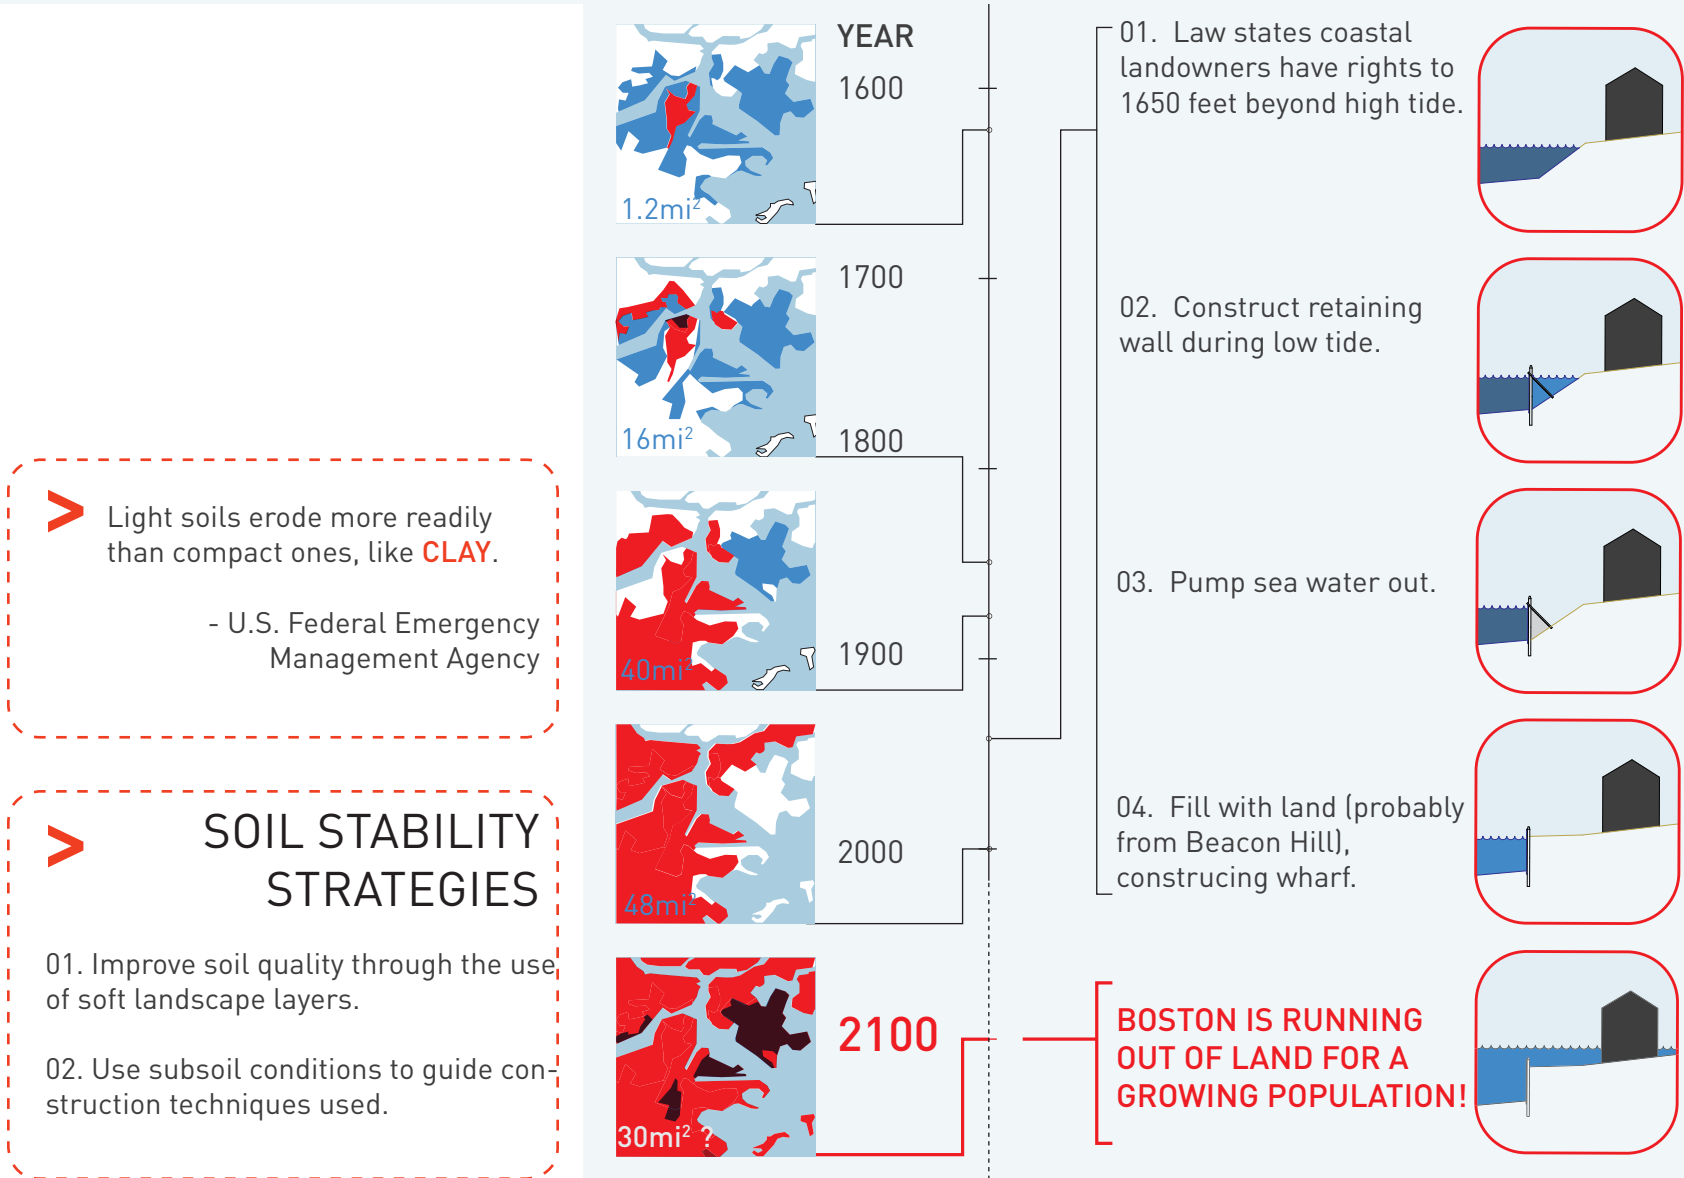 >
Light soils erode more readily
than compact ones, like CLAY.
- U.S. Federal Emergency
Management Agency
>
SOIL STABILITY
STRATEGIES
01. Improve soil quality through the use
of soft landscape layers.
02. Use subsoil conditions to guide con-
struction techniques used.
YEAR
1600
1.2mi²
1700
16mi²
1800
1900
40mi²
2000
48mi²
2100
30mi² ?
01. Law states coastal
landowners have rights to
1650 feet beyond high tide.
02. Construct retaining
wall during low tide.
03. Pump sea water out.
04. Fill with land (probably
from Beacon Hill),
construcing wharf.
BOSTON IS RUNNING
OUT OF LAND FOR A
GROWING POPULATION!